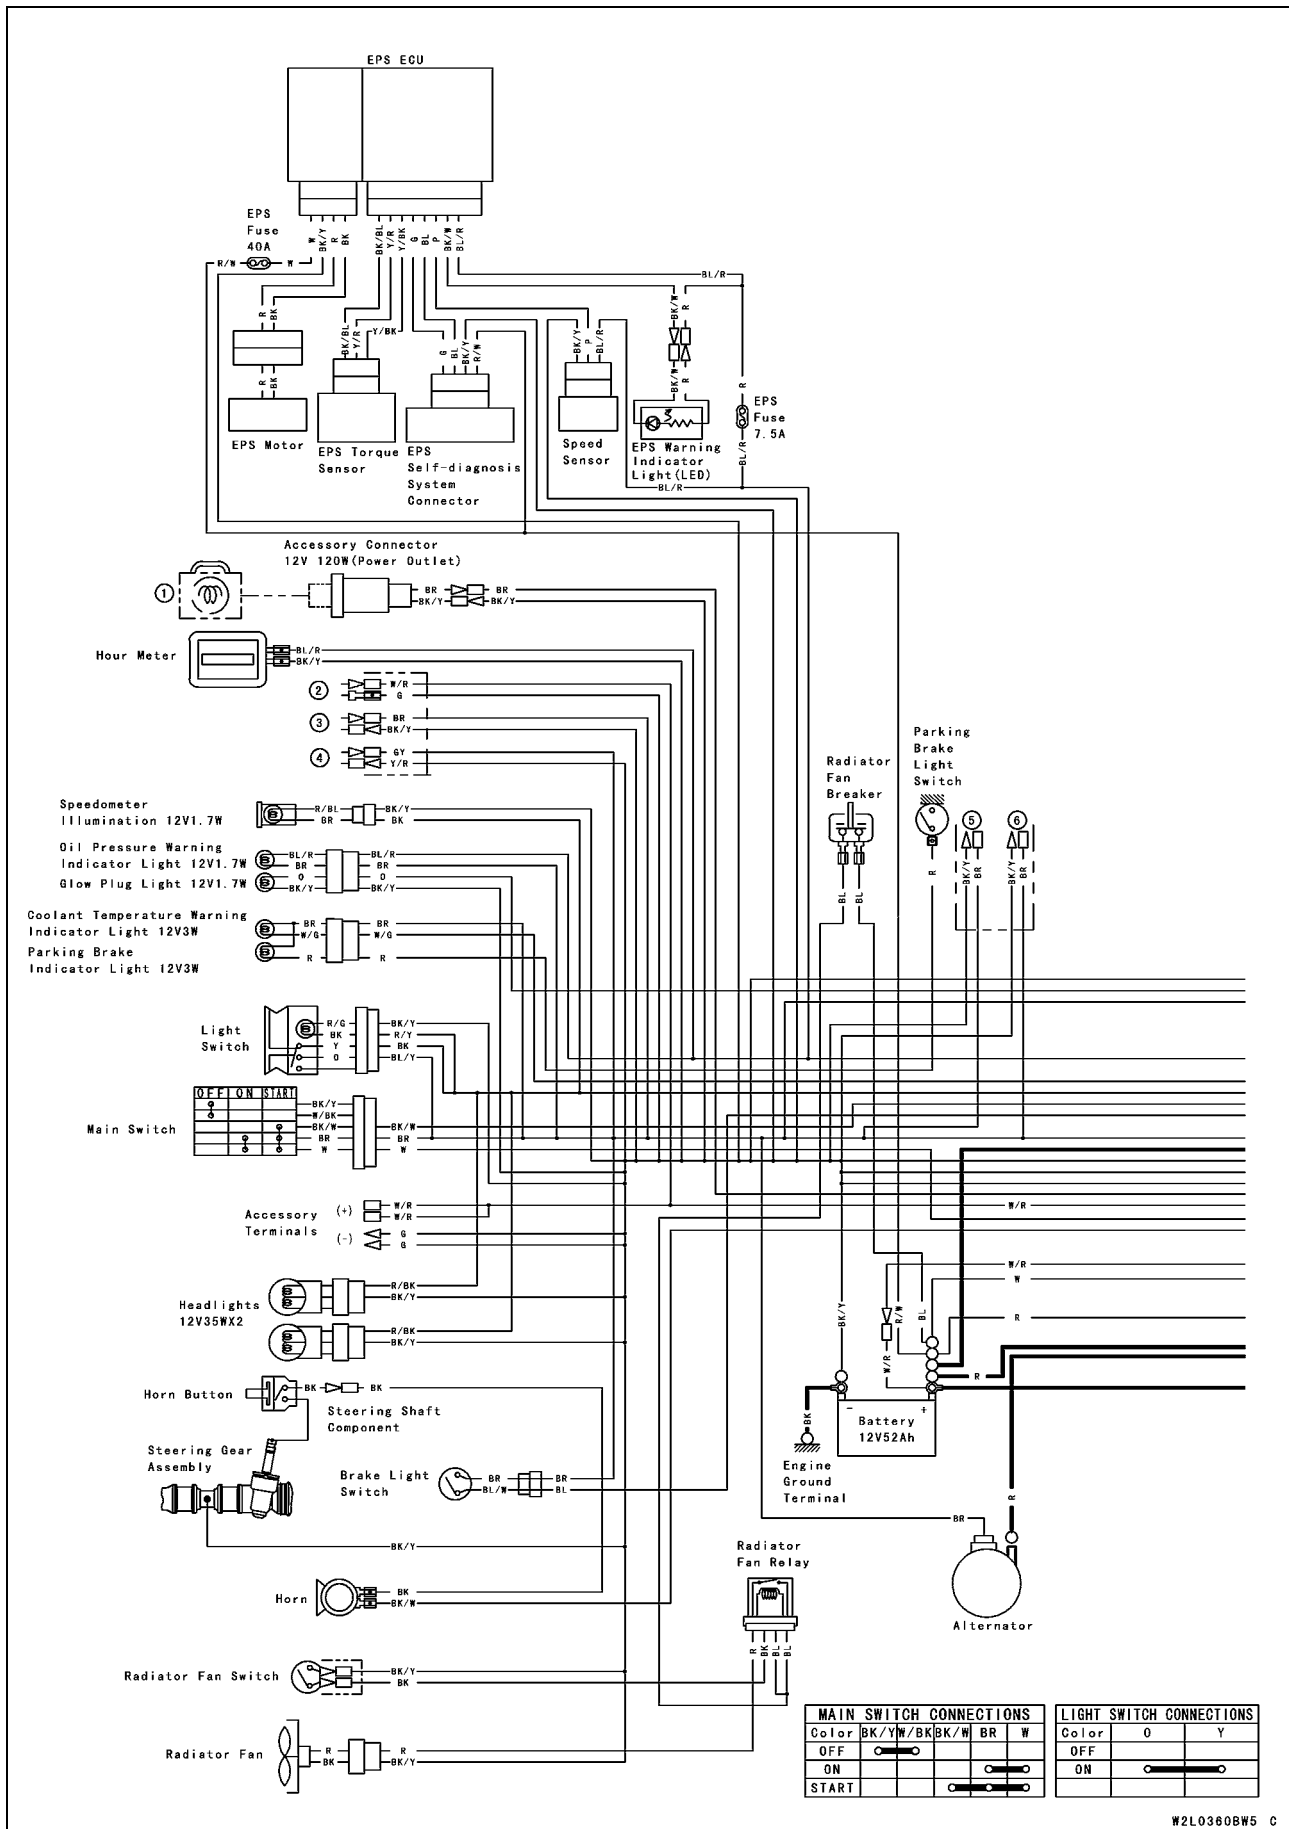 EPS ECU
EPS
Fuse
40A
W
BK/Y
R
BK
BK/BL
Y/R
Y/BK
G
BL
P
BK/W
BL/R
R/W
W
BL/R
R
BK
BK/BL
Y/R
Y/BK
G
BL
BK/Y
R/W
BK/Y
P
BL/R
BK/W
R
R
BK
BK/W
R
R
EPS
Fuse
7.5A
BL/R
EPS Motor
EPS Torque
Sensor
EPS
Self-diagnosis
System
Connector
Speed
Sensor
EPS Warning
Indicator
Light(LED)
BL/R
Accessory Connector
12V 120W(Power Outlet)
1
BR
BR
BK/Y
BK/Y
Hour Meter
BL/R
BK/Y
2
W/R
G
3
BR
BK/Y
4
GY
Y/R
Parking
Brake
Light
Switch
Radiator
Fan
Breaker
5
6
BK/Y
BR
BK/Y
BR
R
BL
BL
Speedometer
Illumination 12V1.7W
R/BL
BK/Y
BR
BK
Oil Pressure Warning
Indicator Light 12V1.7W
Glow Plug Light 12V1.7W
BL/R
BL/R
BR
BR
O
O
BK/Y
BK/Y
Coolant Temperature Warning
Indicator Light 12V3W
Parking Brake
Indicator Light 12V3W
BR
BR
W/G
W/G
R
R
Light
Switch
R/G
BK/Y
BK
R/Y
Y
BK
O
BL/Y
Main Switch
OFF ON START
BK/Y
W/BK
BK/W
BK/W
BR
BR
W
W
Accessory
Terminals
(+)
W/R
W/R
(-)
G
G
W/R
W/R
W
Headlights
12V35WX2
R/BK
BK/Y
R/BK
BK/Y
BK/Y
W/R
R/W
BL
R
R
Horn Button
BK
BK
Steering Shaft
Component
Steering Gear
Assembly
- +
Battery
12V52Ah
BK
Engine
Ground
Terminal
Brake Light
Switch
BR
BR
BL/W
BL
R
BR
BK/Y
Radiator
Fan Relay
Alternator
Horn
BK
BK/W
R
BK
BL
BL
Radiator Fan Switch
BK/Y
BK
Radiator Fan
R
R
BK
BK/Y
MAIN SWITCH CONNECTIONS
Color BK/Y W/BK BK/W BR W
OFF
ON
START
LIGHT SWITCH CONNECTIONS
Color O Y
OFF
ON
W2L0360BW5 C